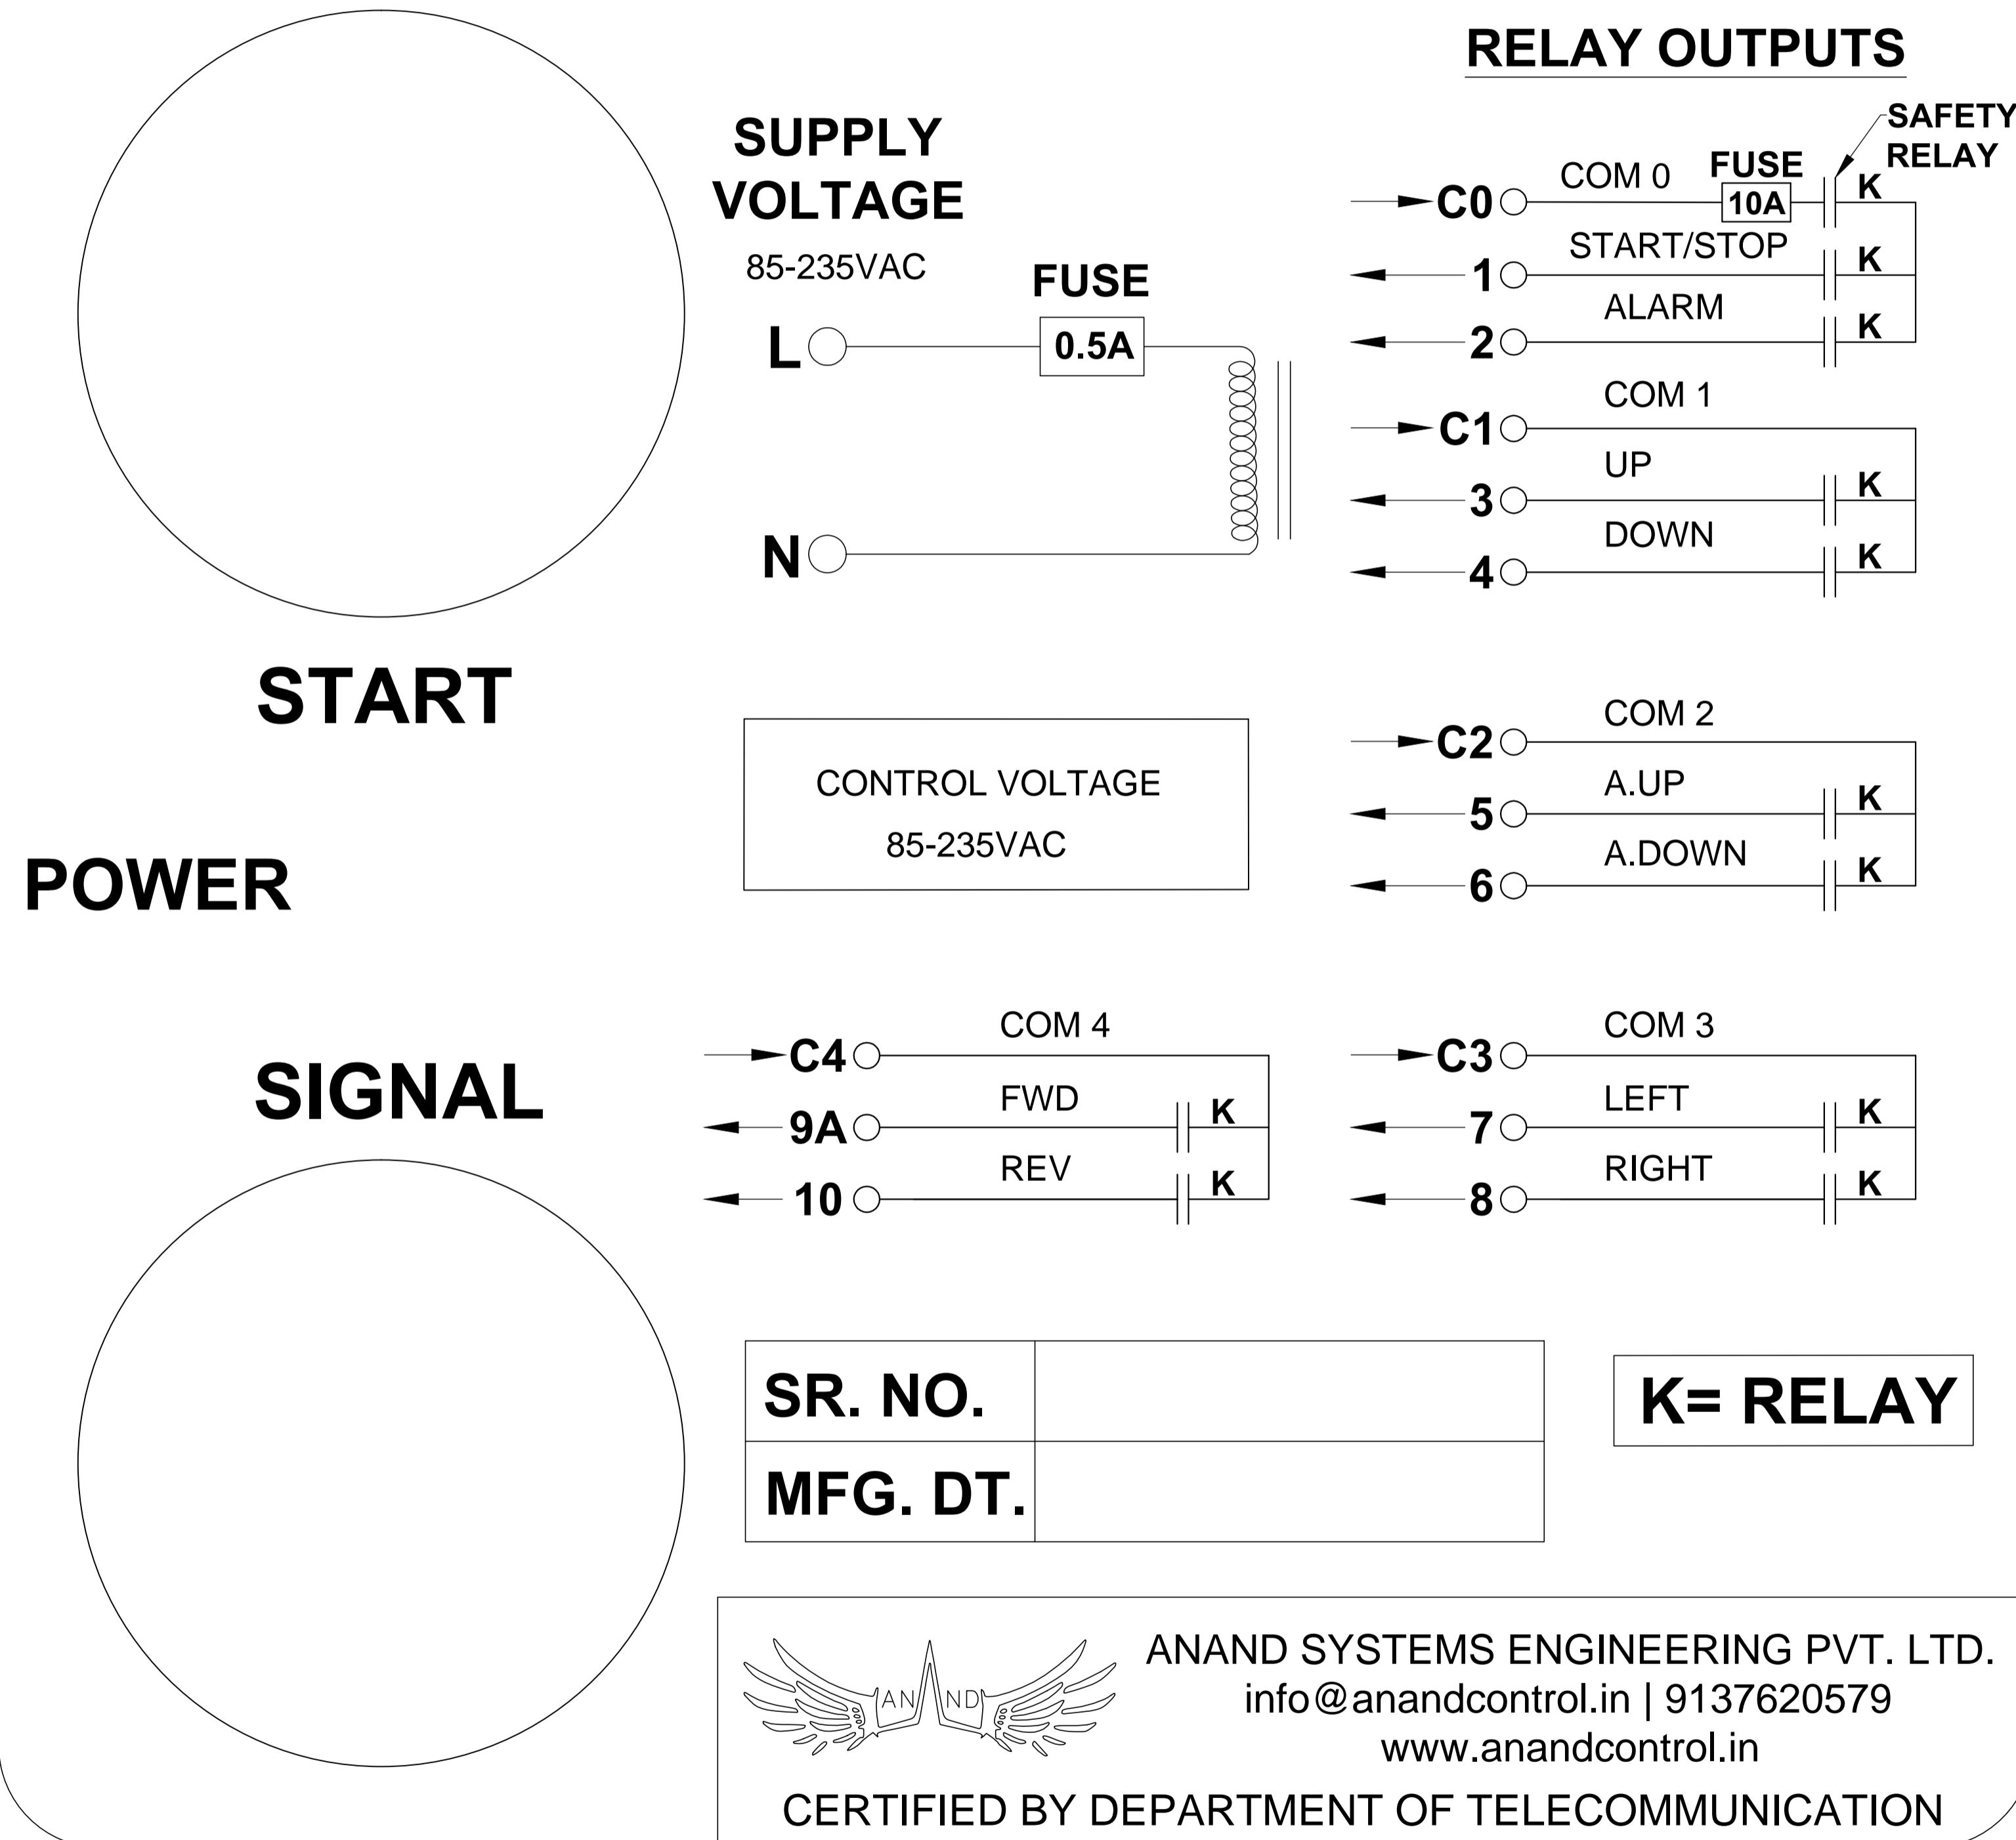 RELAY OUTPUTS
SAFETY
RELAY
SUPPLY
VOLTAGE
85-235VAC
FUSE
L
0.5A
N
COM 0
FUSE
C0
10A
K
START/STOP
1
K
ALARM
2
K
COM 1
C1
UP
3
K
DOWN
4
K
START
CONTROL VOLTAGE
85-235VAC
COM 2
C2
A.UP
5
K
A.DOWN
6
K
POWER
SIGNAL
COM 4
C4
FWD
9A
K
REV
10
K
COM 3
C3
LEFT
7
K
RIGHT
8
K
SR. NO.
MFG. DT.
K= RELAY
AN ND
ANAND SYSTEMS ENGINEERING PVT. LTD.
info@anandcontrol.in | 9137620579
www.anandcontrol.in
CERTIFIED BY DEPARTMENT OF TELECOMMUNICATION